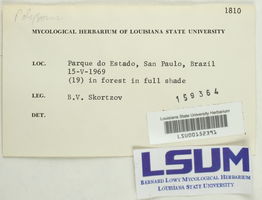 Polyporus
1810
MYCOLOGICAL HERBARIUM OF LOUISIANA STATE UNIVERSITY
LOC. Parque do Estado, San Paulo, Brazil
15-V-1969
(19) in forest in full shade
LEG. B.V. Skortzov
DET.
159364
Louisiana State University Herbarium
LSU00152391
LSUM
BERNARD LOWY MYCOLOGICAL HERBARIUM
LOUISIANA STATE UNIVERSITY